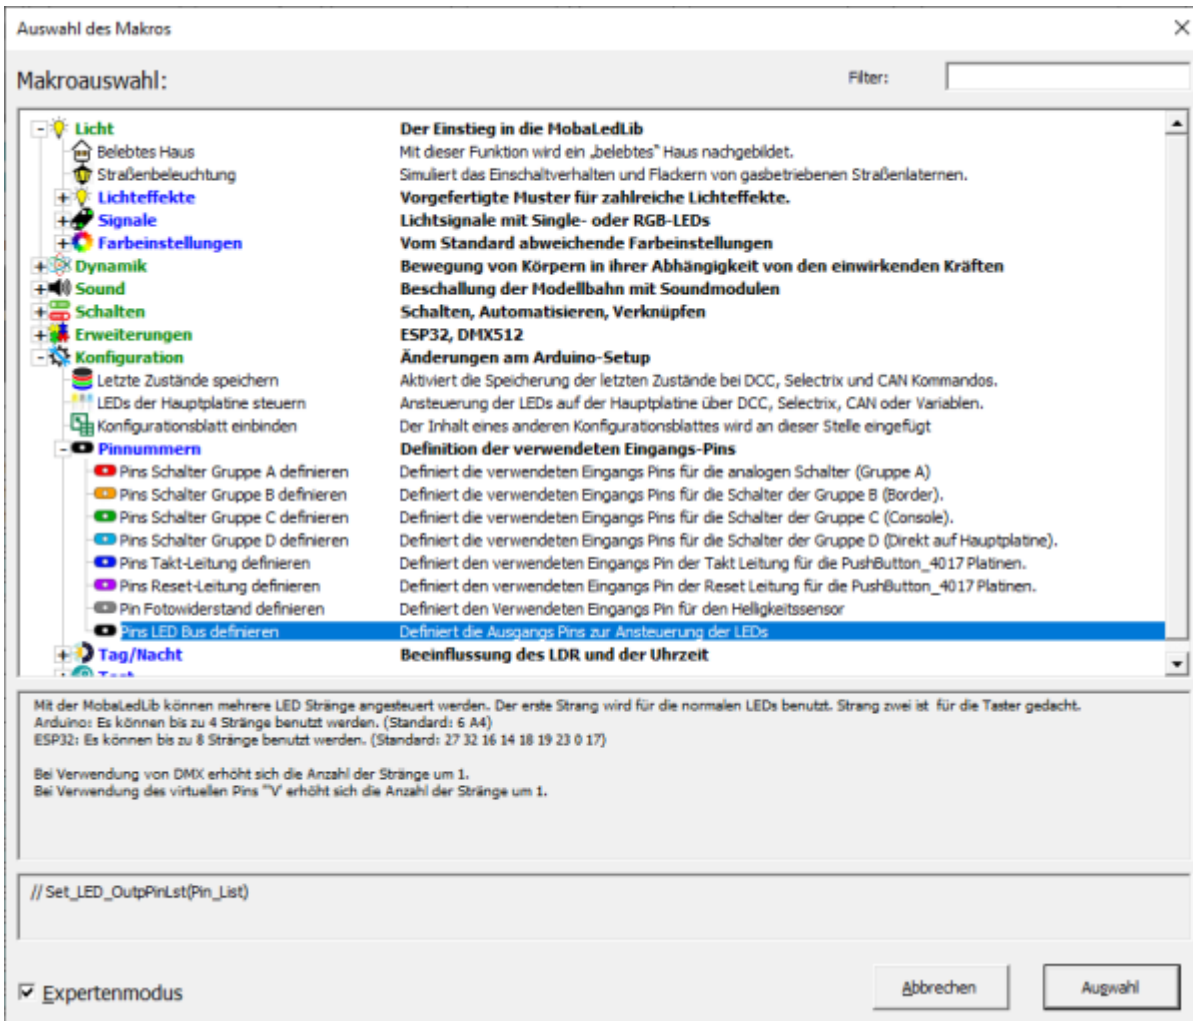 Auswahl des Makros
Makroauswahl: Filter:
Licht Der Einstieg in die MobaLedLib
Belebtes Haus Mit dieser Funktion wird ein „belebtes" Haus nachgebildet.
Straßenbeleuchtung Simuliert das Einschaltverhalten und Flackern von gasbetriebenen Straßenlaternen.
Lichteffekte Vorgefertigte Muster für zahlreiche Lichteffekte.
Signale Lichtsignale mit Single- oder RGB-LEDs
Farbeinstellungen Vom Standard abweichende Farbeinstellungen
Dynamik Bewegung von Körpern in ihrer Abhängigkeit von den einwirkenden Kräften
Sound Beschallung der Modellbahn mit Soundmodulen
Schalten Schalten, Automatisieren, Verknüpfen
Erweiterungen ESP32, DMX512
Konfiguration Änderungen am Arduino-Setup
Letzte Zustände speichern Aktiviert die Speicherung der letzten Zustände bei DCC, Selectrix und CAN Kommandos.
LEDs der Hauptplatine steuern Ansteuerung der LEDs auf der Hauptplatine über DCC, Selectrix, CAN oder Variablen.
Konfigurationsblatt einbinden Der Inhalt eines anderen Konfigurationsblattes wird an dieser Stelle eingefügt
Pinnummern Definition der verwendeten Eingangs-Pins
Pins Schalter Gruppe A definieren Definiert die verwendeten Eingangs Pins für die analogen Schalter (Gruppe A)
Pins Schalter Gruppe B definieren Definiert die verwendeten Eingangs Pins für die Schalter der Gruppe B (Border).
Pins Schalter Gruppe C definieren Definiert die verwendeten Eingangs Pins für die Schalter der Gruppe C (Console).
Pins Schalter Gruppe D definieren Definiert die verwendeten Eingangs Pins für die Schalter der Gruppe D (Direkt auf Hauptplatine).
Pins Takt-Leitung definieren Definiert den verwendeten Eingangs Pin der Takt Leitung für die PushButton_4017 Platinen.
Pins Reset-Leitung definieren Definiert den verwendeten Eingangs Pin der Reset Leitung für die PushButton_4017 Platinen.
Pin Fotowiderstand definieren Definiert den Verwendeten Eingangs Pin für den Helligkeitssensor
Pins LED Bus definieren Definiert die Ausgangs Pins zur Ansteuerung der LEDs
Tag/Nacht Beeinflussung des LDR und der Uhrzeit
Mit der MobaLedLib können mehrere LED Stränge angesteuert werden. Der erste Strang wird für die normalen LEDs benutzt. Strang zwei ist für die Taster gedacht.
Arduino: Es können bis zu 4 Stränge benutzt werden. (Standard: 6 A4)
ESP32: Es können bis zu 8 Stränge benutzt werden. (Standard: 27 32 16 14 18 19 23 0 17)
Bei Verwendung von DMX erhöht sich die Anzahl der Stränge um 1.
Bei Verwendung des virtuellen Pins "V' erhöht sich die Anzahl der Stränge um 1.
// Set_LED_OutpPinLst(Pin_List)
Expertenmodus Abbrechen Auswahl